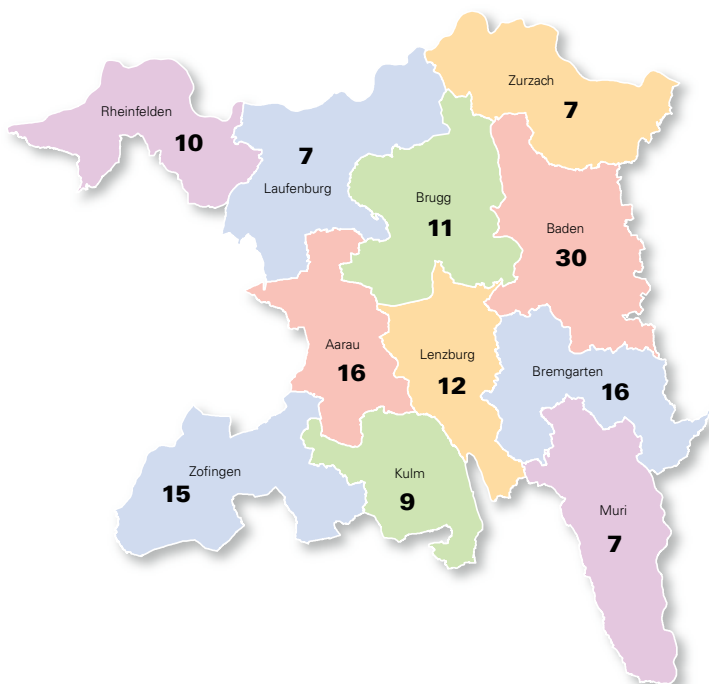 Zurzach
7
Rheinfelden
10
7
Laufenburg
Brugg
11
Baden
30
Aarau
16
Lenzburg
12
Bremgarten
16
Zofingen
15
Kulm
9
Muri
7